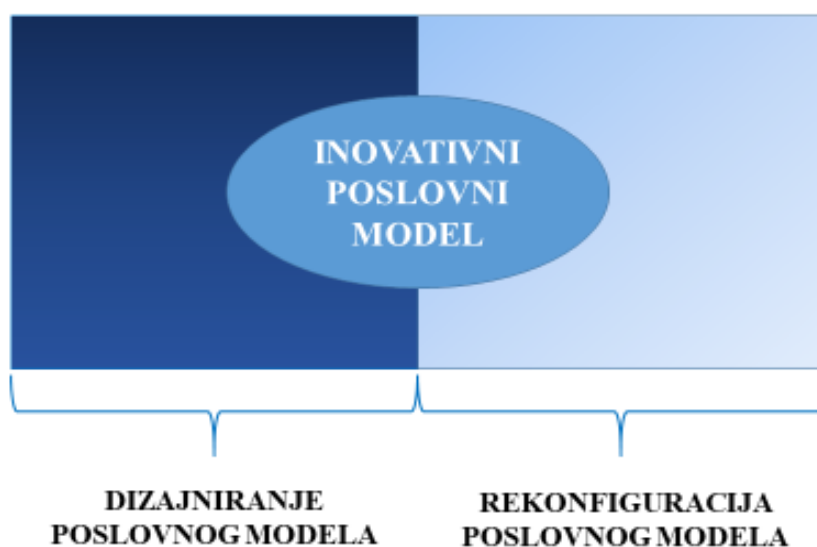 INOVATIVNI
POSLOVNI
MODEL
DIZAJNIRANJE
POSLOVNOG MODELA
REKONFIGURACIJA
POSLOVNOG MODELA